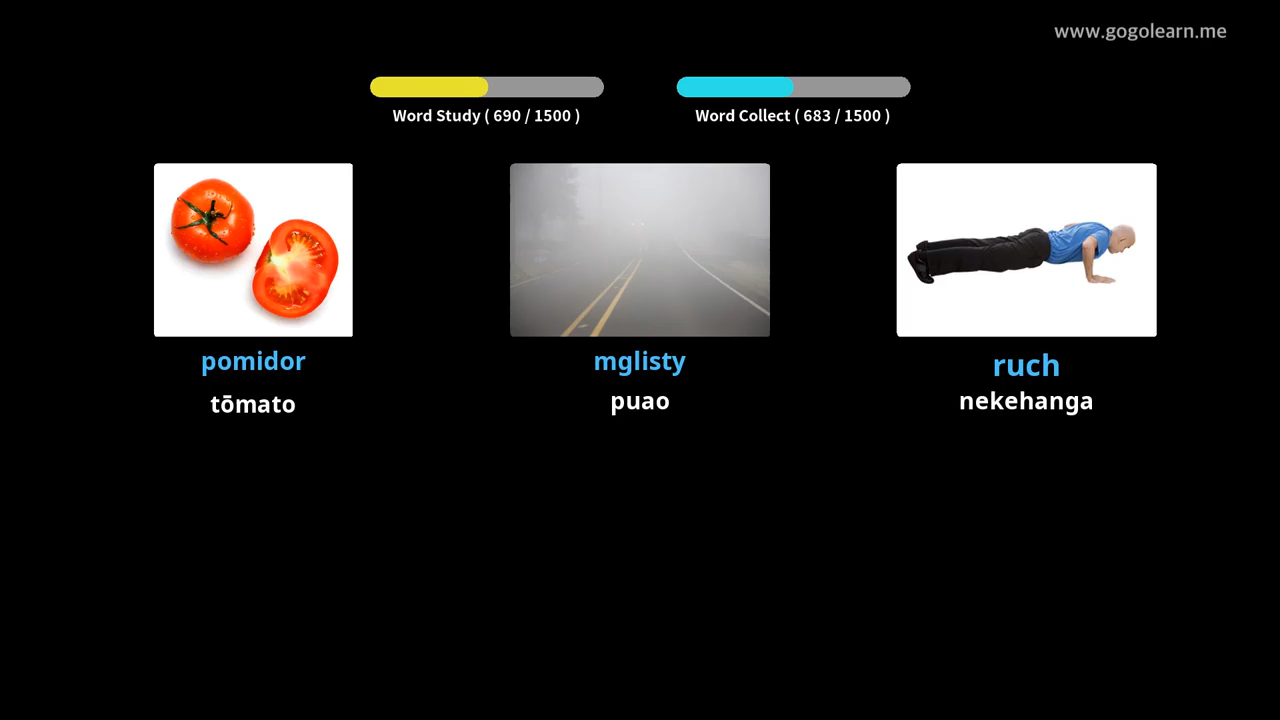 www.gogolearn.me
Word Study ( 690 / 1500 )
Word Collect ( 683 / 1500 )
pomidor
tōmato
mglisty
puao
ruch
nekehanga